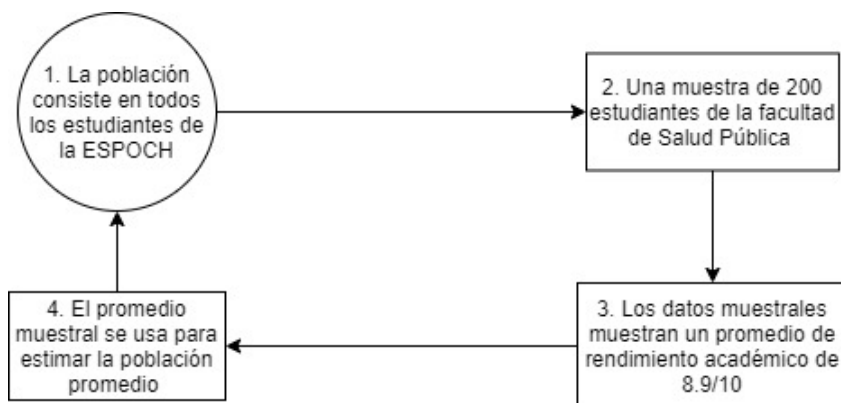 1. La población
consiste en todos
los estudiantes de
la ESPOCH
2. Una muestra de 200
estudiantes de la facultad
de Salud Pública
3. Los datos muestrales
muestran un promedio de
rendimiento académico de
8.9/10
4. El promedio
muestral se usa para
estimar la población
promedio